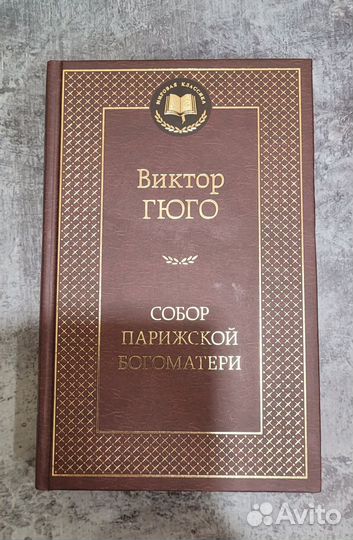 МИРОВАЯ КЛАССИКА
Виктор
ГЮГО
СОБОР
ПАРИЖСКОЙ
БОГОМАТЕРИ
Avito